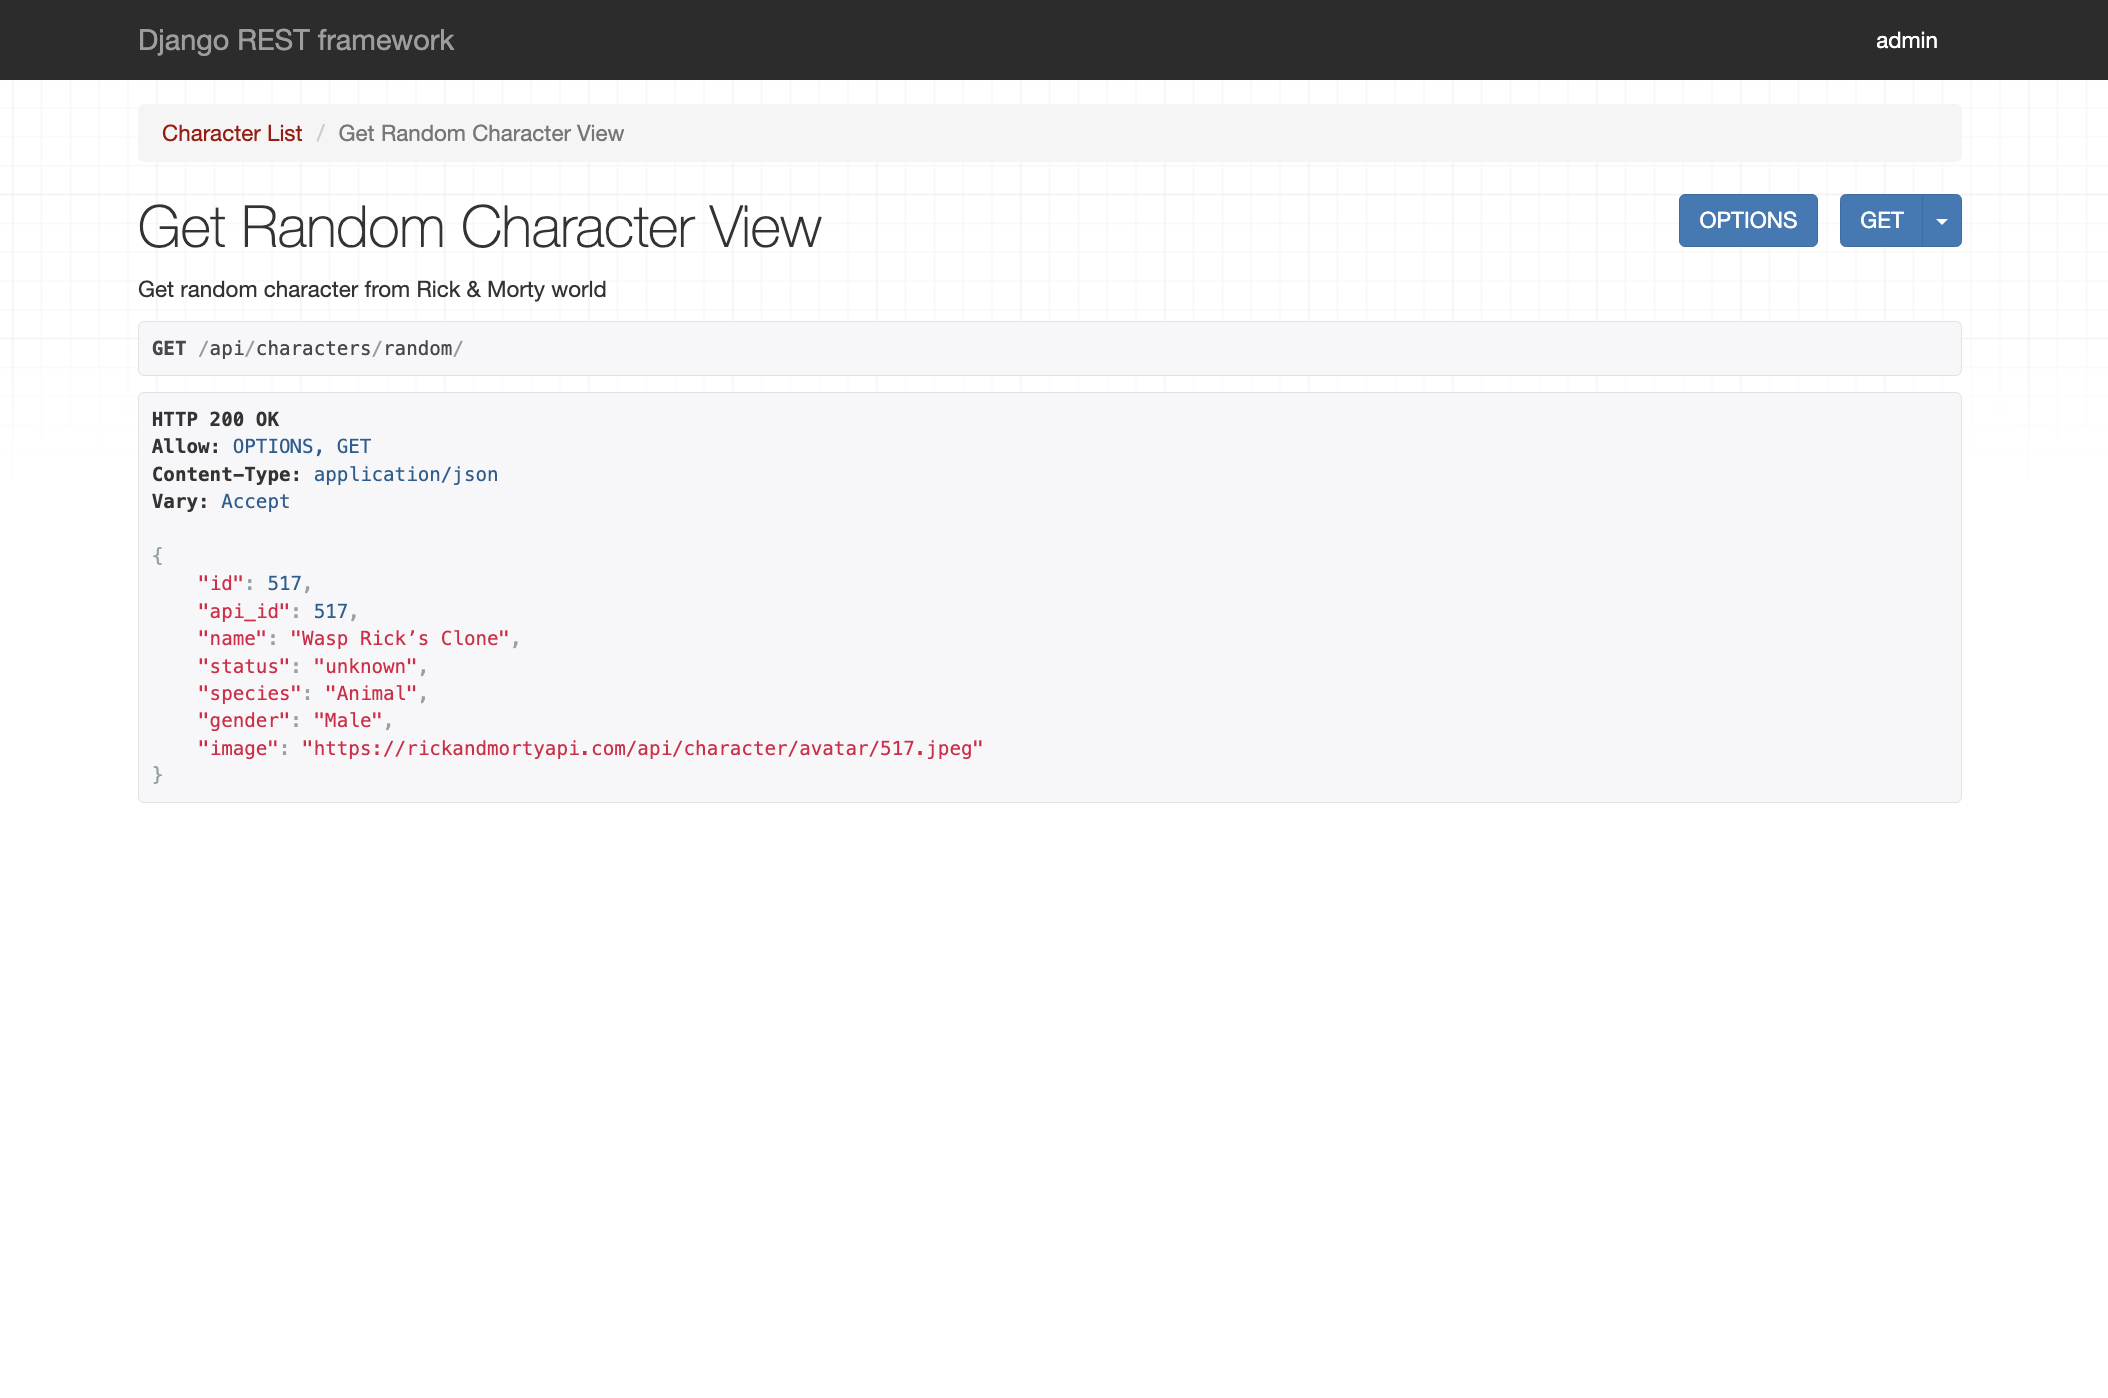 Django REST framework
admin
Character List / Get Random Character View
Get Random Character View
OPTIONS
GET
Get random character from Rick & Morty world
GET /api/characters/random/
HTTP 200 OK
Allow: OPTIONS, GET
Content-Type: application/json
Vary: Accept
{
    "id": 517,
    "api_id": 517,
    "name": "Wasp Rick’s Clone",
    "status": "unknown",
    "species": "Animal",
    "gender": "Male",
    "image": "https://rickandmortyapi.com/api/character/avatar/517.jpeg"
}